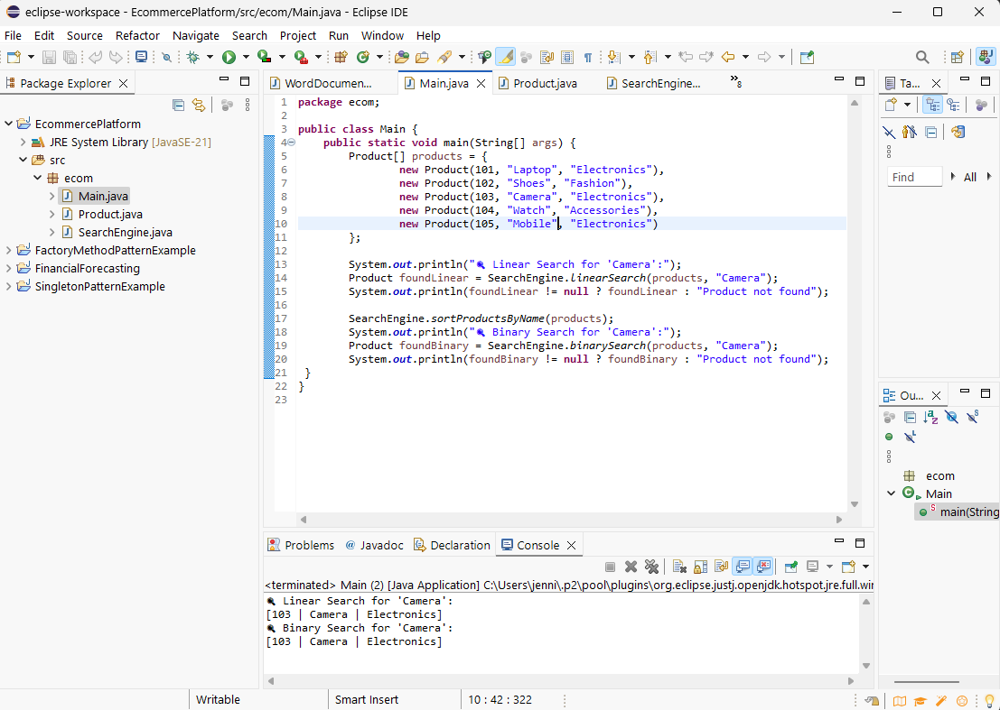 eclipse-workspace - EcommercePlatform/src/ecom/Main.java - Eclipse IDE
File Edit Source Refactor Navigate Search Project Run Window Help
Package Explorer
EcommercePlatform
JRE System Library [JavaSE-21]
src
ecom
Main.java
Product.java
SearchEngine.java
FactoryMethodPatternExample
FinancialForecasting
SingletonPatternExample
WordDocumen... Main.java Product.java SearchEngine... »8
1 package ecom;
2
3 public class Main {
4 public static void main(String[] args) {
5 Product[] products = {
6 new Product(101, "Laptop", "Electronics"),
7 new Product(102, "Shoes", "Fashion"),
8 new Product(103, "Camera", "Electronics"),
9 new Product(104, "Watch", "Accessories"),
10 new Product(105, "Mobile", "Electronics")
11 };
12
13 System.out.println("🔍 Linear Search for 'Camera':");
14 Product foundLinear = SearchEngine.linearSearch(products, "Camera");
15 System.out.println(foundLinear != null ? foundLinear : "Product not found");
16
17 SearchEngine.sortProductsByName(products);
18 System.out.println("🔍 Binary Search for 'Camera':");
19 Product foundBinary = SearchEngine.binarySearch(products, "Camera");
20 System.out.println(foundBinary != null ? foundBinary : "Product not found");
21 }
22 }
23
Ta...
Find All
Ou...
ecom
Main
main(String
Problems @ Javadoc Declaration Console
<terminated> Main (2) [Java Application] C:\Users\jenni\.p2\pool\plugins\org.eclipse.justj.openjdk.hotspot.jre.full.wi
🔍 Linear Search for 'Camera':
[103 | Camera | Electronics]
🔍 Binary Search for 'Camera':
[103 | Camera | Electronics]
Writable Smart Insert 10 : 42 : 322